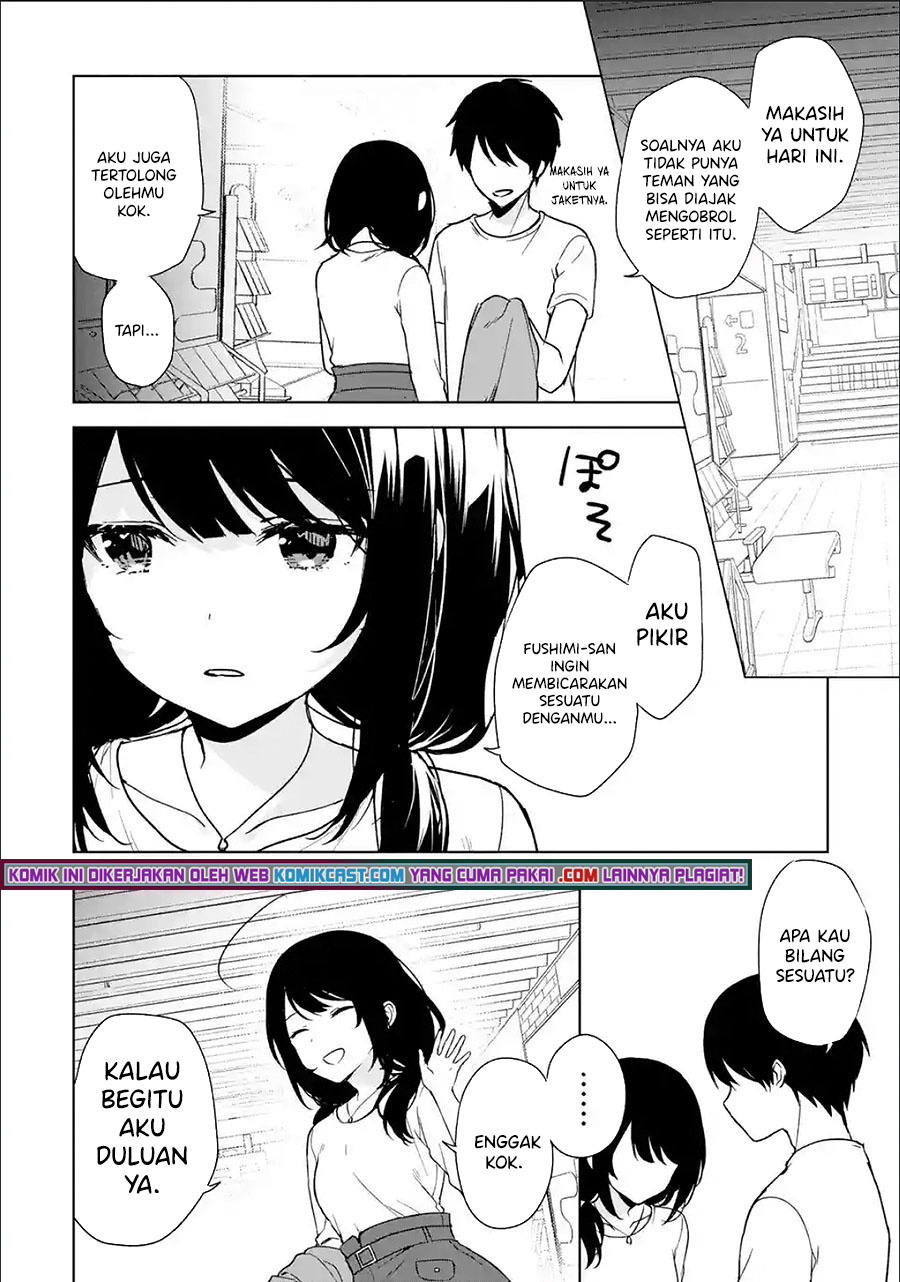 MAKASIH
YA UNTUK
HARI INI.
SOALNYA AKU
TIDAK PUNYA
TEMAN YANG
BISA DIAJAK
MENGOBROL
SEPERTI ITU.
2
MAKASIH YA
UNTUK
JAKETNYA.
AKU JUGA
TERTOLONG
OLEHMU
KOK.
TAPI...
ぽ
AKU
PIKIR
FUSHIMI-SAN
INGIN
MEMBICARAKAN
SESUATU
DENGANMU...
KOMIK INI DIKERJAKAN OLEH WEB KOMIKCAST.COM YANG CUMA PAKAI .COM LAINNYA PLAGIAT!
APA KAU
BILANG
SESUATU?
......
ENGGAK
KOK.
KALAU
BEGITU
AKU
DULUAN
YA.